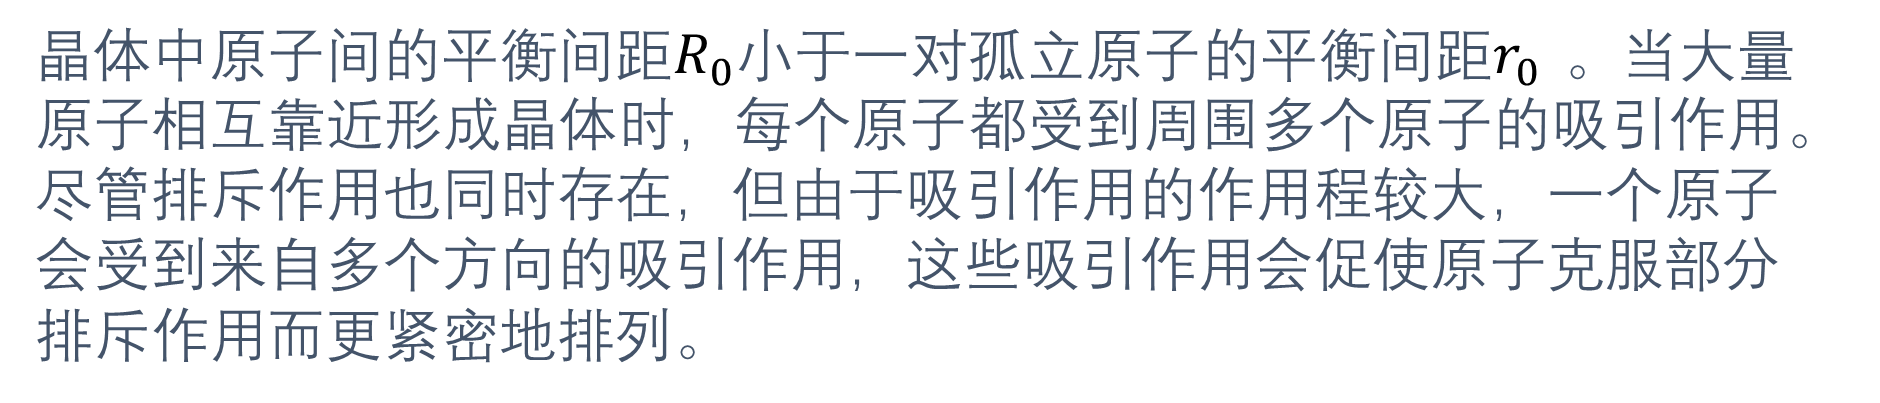 晶体中原子间的平衡间距R₀小于一对孤立原子的平衡间距r₀ 。当大量
原子相互靠近形成晶体时，每个原子都受到周围多个原子的吸引作用。
尽管排斥作用也同时存在，但由于吸引作用的作用程较大，一个原子
会受到来自多个方向的吸引作用，这些吸引作用会促使原子克服部分
排斥作用而更紧密地排列。